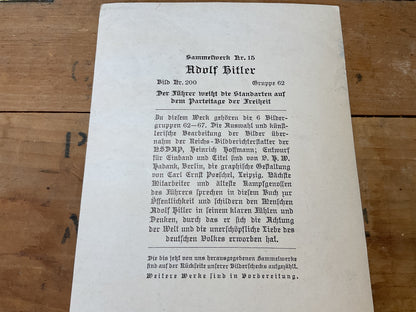 Sammelwerk Nr. 15
Adolf Hitler
Bild Nr. 200 Gruppe 62
Der Führer weiht die Standarten auf
dem Parteitage der Freiheit
Zu diesem Werk gehören die 6 Bilder-
gruppen 62—67. Die Auswahl und künst-
lerische Bearbeitung der Bilder über-
nahm der Reichs-Bildberichterstatter der
NSDAP, Heinrich Hoffmann; Entwurf
für Einband und Titel sind von O. H. W.
Hadank, Berlin, die graphische Gestaltung
von Carl Ernst Poeschel, Leipzig. Nächste
Mitarbeiter und älteste Kampfgenossen
des Führers sprechen in diesem Buch zur
Öffentlichkeit und schildern den Menschen
Adolf Hitler in seinem klaren Fühlen und
Denken, durch das er sich die Achtung
der Welt und die unerschöpfliche Liebe des
deutschen Volkes erworben hat.
Die bis jetzt von uns herausgegebenen Sammelwerke
sind auf der Rückseite unserer Bilderschecks aufgezählt.
Weitere Werke sind in Vorbereitung.